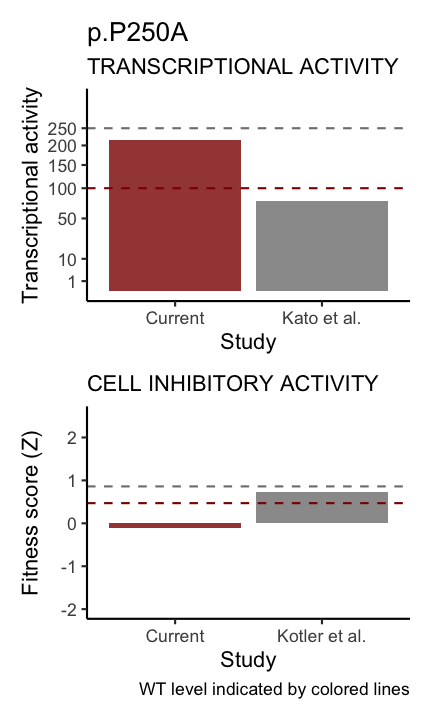 p.P250A
TRANSCRIPTIONAL ACTIVITY
Transcriptional activity
250
200
150
100
50
10
1
Current
Kato et al.
Study
CELL INHIBITORY ACTIVITY
Fitness score (Z)
2
1
0
-1
-2
Current
Kotler et al.
Study
WT level indicated by colored lines